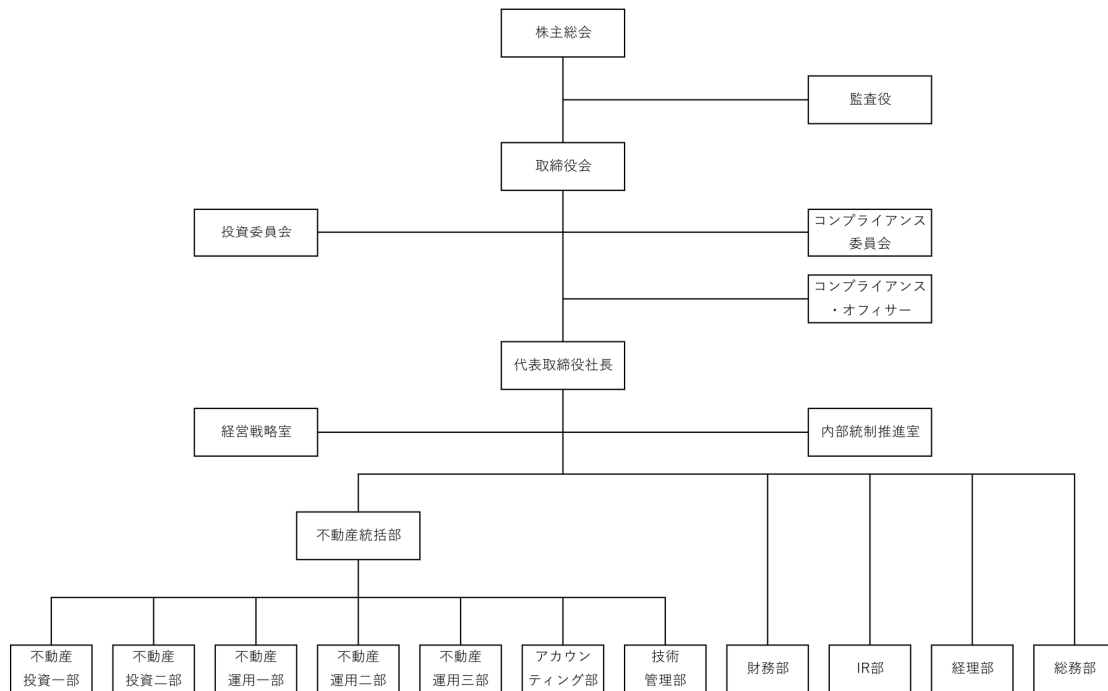 株主総会
監査役
取締役会
投資委員会
コンプライアンス
委員会
コンプライアンス
・オフィサー
代表取締役社長
経営戦略室
内部統制推進室
不動産統括部
不動産
投資一部
不動産
投資二部
不動産
運用一部
不動産
運用二部
不動産
運用三部
アカウン
ティング部
技術
管理部
財務部
IR部
経理部
総務部